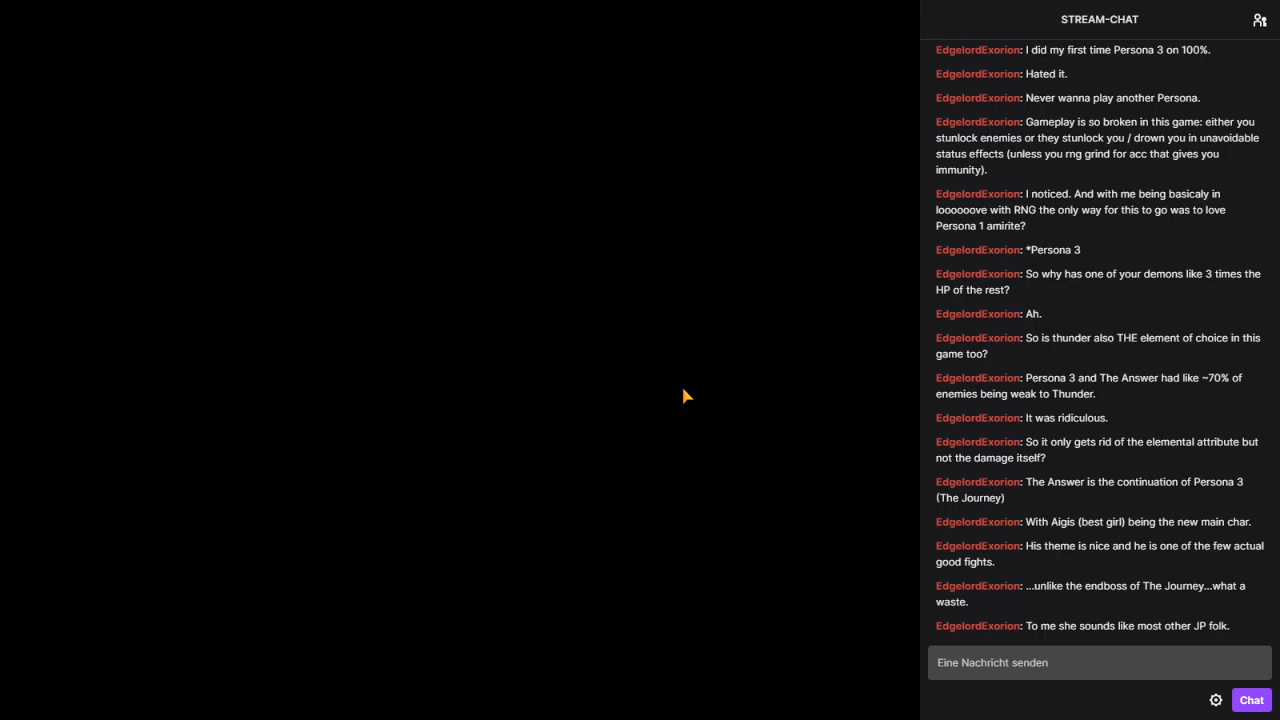 STREAM-CHAT
EdgelordExorion: I did my first time Persona 3 on 100%.
EdgelordExorion: Hated it.
EdgelordExorion: Never wanna play another Persona.
EdgelordExorion: Gameplay is so broken in this game: either you
stunlock enemies or they stunlock you / drown you in unavoidable
status effects (unless you rng grind for acc that gives you
immunity).
EdgelordExorion: I noticed. And with me being basicaly in
loooooove with RNG the only way for this to go was to love
Persona 1 amirite?
EdgelordExorion: *Persona 3
EdgelordExorion: So why has one of your demons like 3 times the
HP of the rest?
EdgelordExorion: Ah.
EdgelordExorion: So is thunder also THE element of choice in this
game too?
EdgelordExorion: Persona 3 and The Answer had like ~70% of
enemies being weak to Thunder.
EdgelordExorion: It was ridiculous.
EdgelordExorion: So it only gets rid of the elemental attribute but
not the damage itself?
EdgelordExorion: The Answer is the continuation of Persona 3
(The Journey)
EdgelordExorion: With Aigis (best girl) being the new main char.
EdgelordExorion: His theme is nice and he is one of the few actual
good fights.
EdgelordExorion: ...unlike the endboss of The Journey...what a
waste.
EdgelordExorion: To me she sounds like most other JP folk.
Eine Nachricht senden
Chat